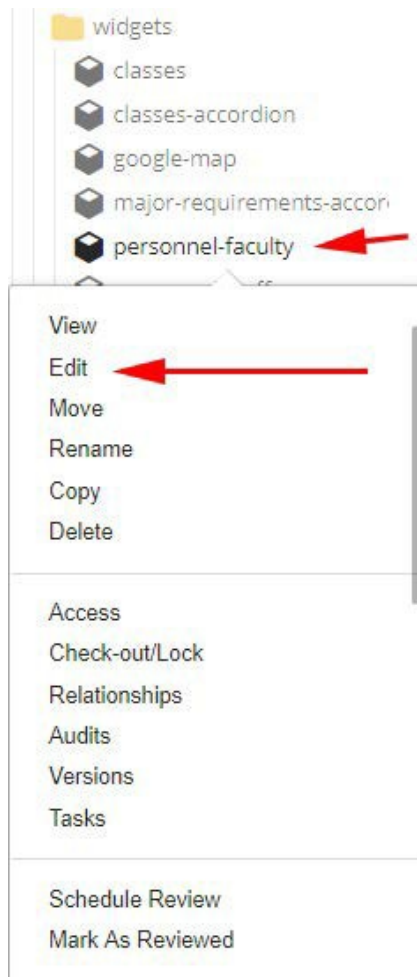 widgets
classes
classes-accordion
google-map
major-requirements-accor
personnel-faculty
View
Edit
Move
Rename
Copy
Delete
Access
Check-out/Lock
Relationships
Audits
Versions
Tasks
Schedule Review
Mark As Reviewed